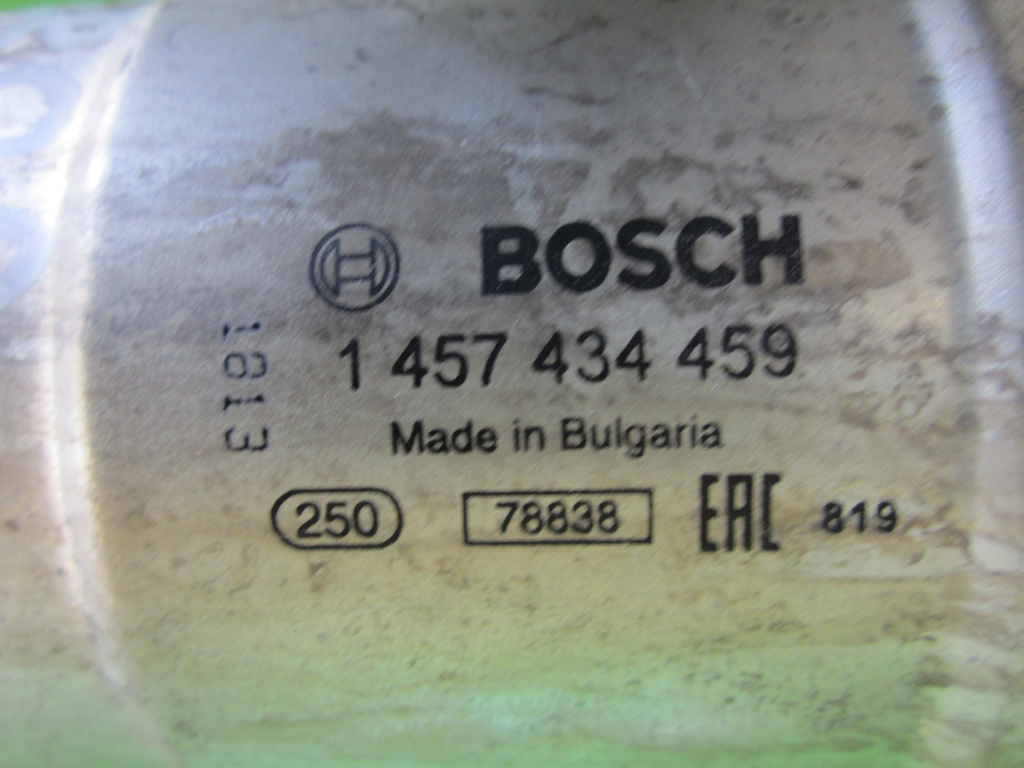 BOSCH
1 457 434 459
1813
Made in Bulgaria
250 78838 EAC 819